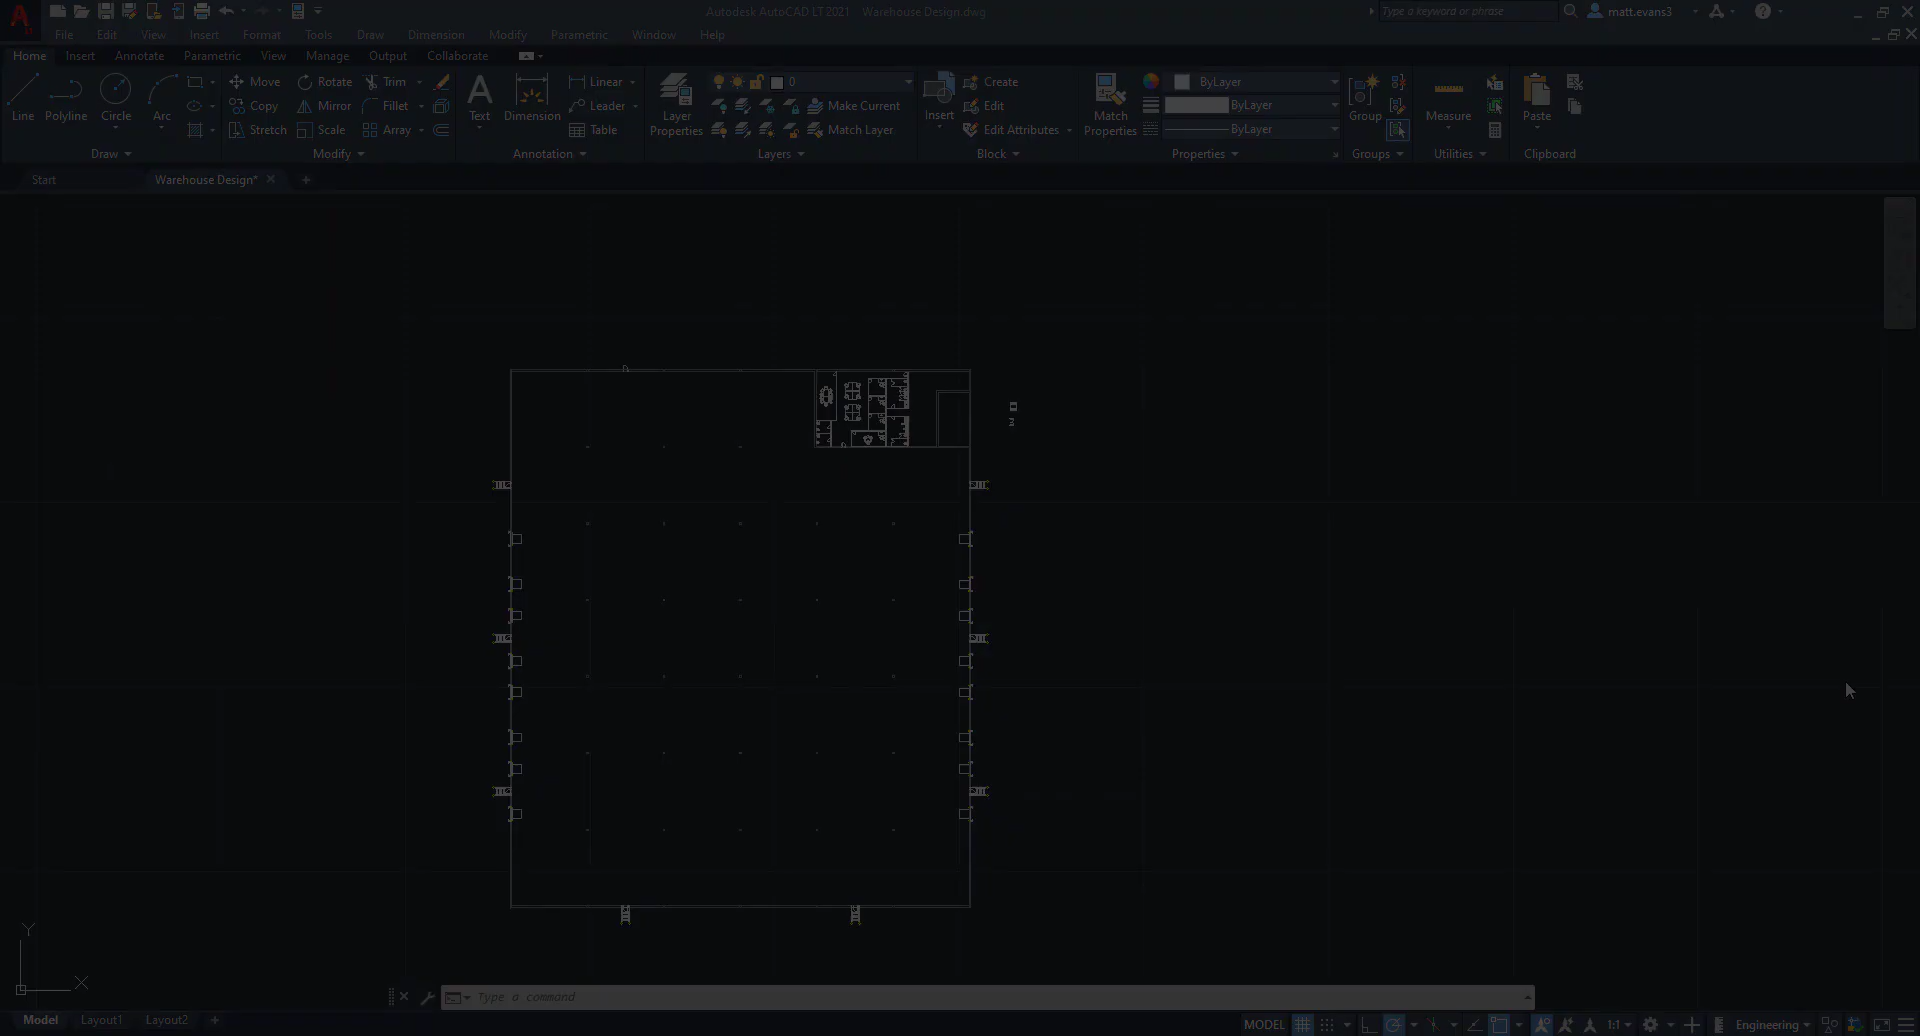 Autodesk AutoCAD LT 2021 Warehouse Design.dwg
Type a keyword or phrase
matt.evans3
File Edit View Insert Format Tools Draw Dimension Modify Parametric Window Help
Home Insert Annotate Parametric View Manage Output Collaborate
Line Polyline Circle Arc
Move Rotate Trim
Copy Mirror Fillet
Stretch Scale Array
Text Dimension
Linear
Leader
Table
Layer
Properties
0
Make Current
Match Layer
Insert
Create
Edit
Edit Attributes
Match
Properties
ByLayer
ByLayer
ByLayer
Group
Measure
Paste
Draw Modify Annotation Layers Block Properties Groups Utilities Clipboard
Start Warehouse Design*
Y
X
Type a command
Model Layout1 Layout2
MODEL 1:1 Engineering